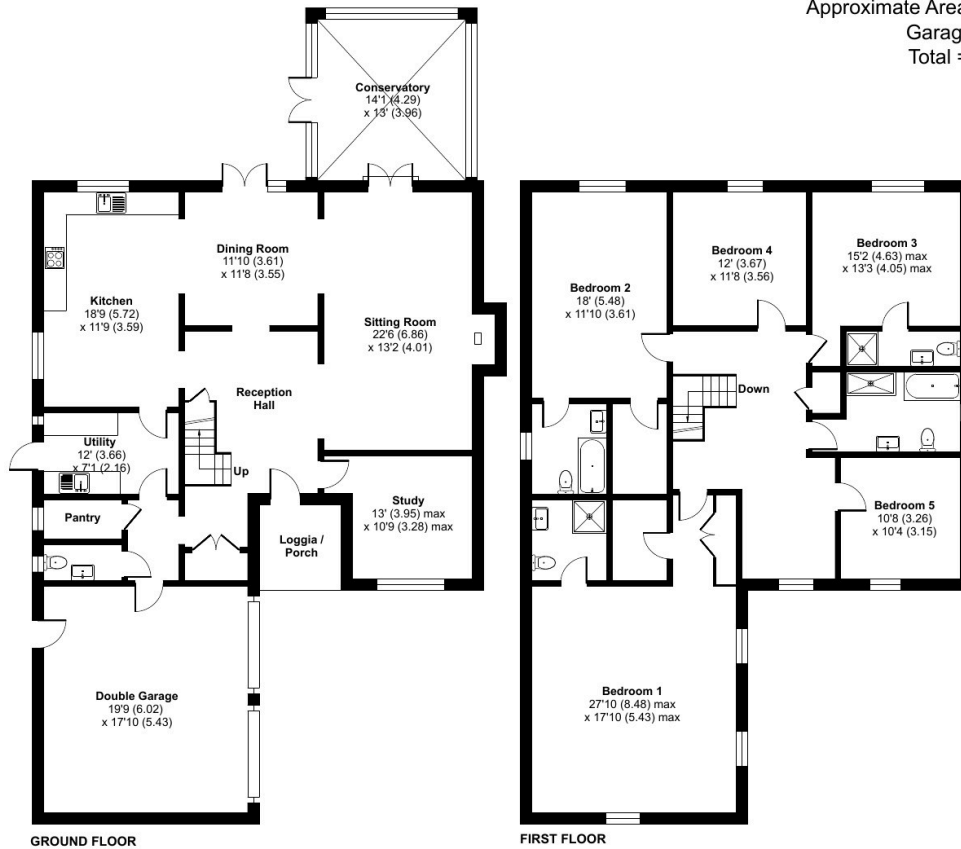 Approximate Area
Garag
Total =
Conservatory
14'1 (4.29)
x 13' (3.96)
Dining Room
11'10 (3.61)
x 11'8 (3.55)
Kitchen
18'9 (5.72)
x 11'9 (3.59)
Sitting Room
22'6 (6.86)
x 13'2 (4.01)
Reception
Hall
Utility
12' (3.66)
x 7'1 (2.16)
Up
Pantry
Study
13' (3.95) max
x 10'9 (3.28) max
Loggia /
Porch
Double Garage
19'9 (6.02)
x 17'10 (5.43)
GROUND FLOOR
Bedroom 2
18' (5.48)
x 11'10 (3.61)
Bedroom 4
12' (3.67)
x 11'8 (3.56)
Bedroom 3
15'2 (4.63) max
x 13'3 (4.05) max
Down
Bedroom 5
10'8 (3.26)
x 10'4 (3.15)
Bedroom 1
27'10 (8.48) max
x 17'10 (5.43) max
FIRST FLOOR